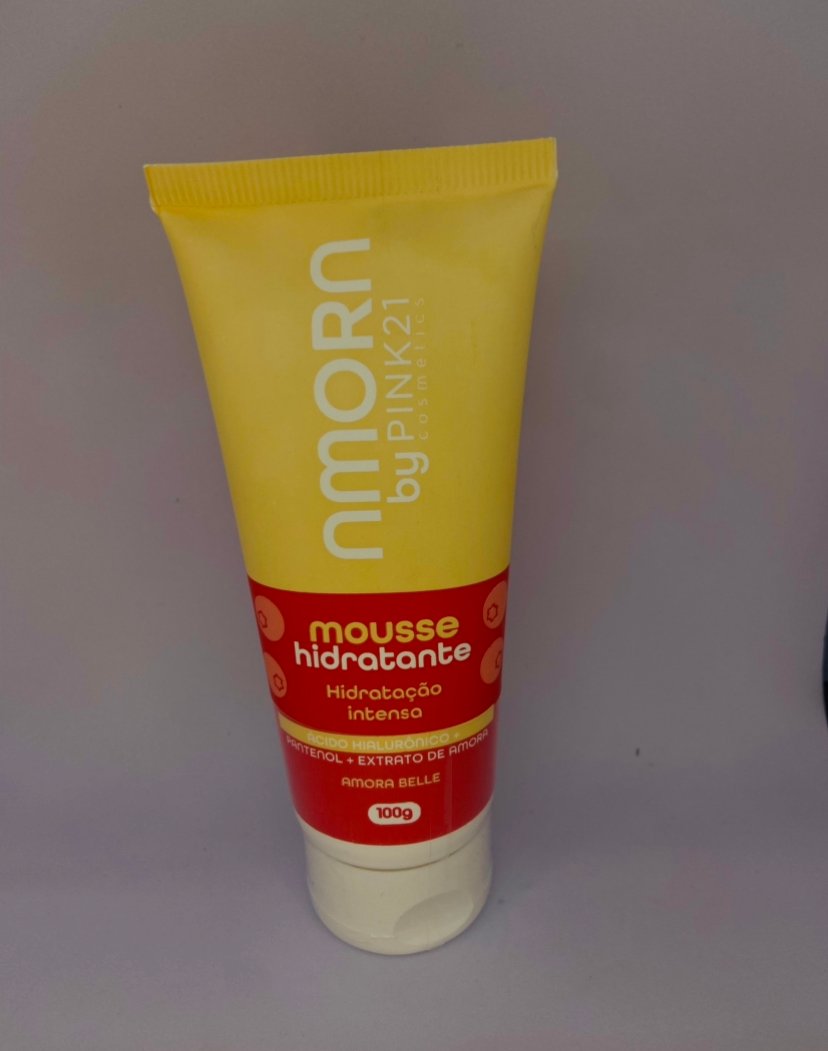 nmorn
by PINK21
cosmetics
mousse
hidratante
Hidratação
intensa
ÁCIDO HIALURÔNICO +
PANTENOL + EXTRATO DE AMORA
AMORA BELLE
100g